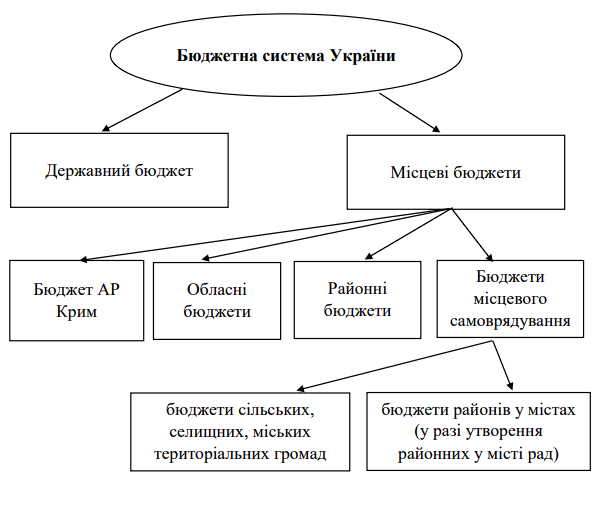 Бюджетна система України
Державний бюджет
Місцеві бюджети
Бюджет АР
Крим
Обласні
бюджети
Районні
бюджети
Бюджети
місцевого
самоврядування
бюджети сільських,
селищних, міських
територіальних громад
бюджети районів у містах
(у разі утворення
районних у місті рад)